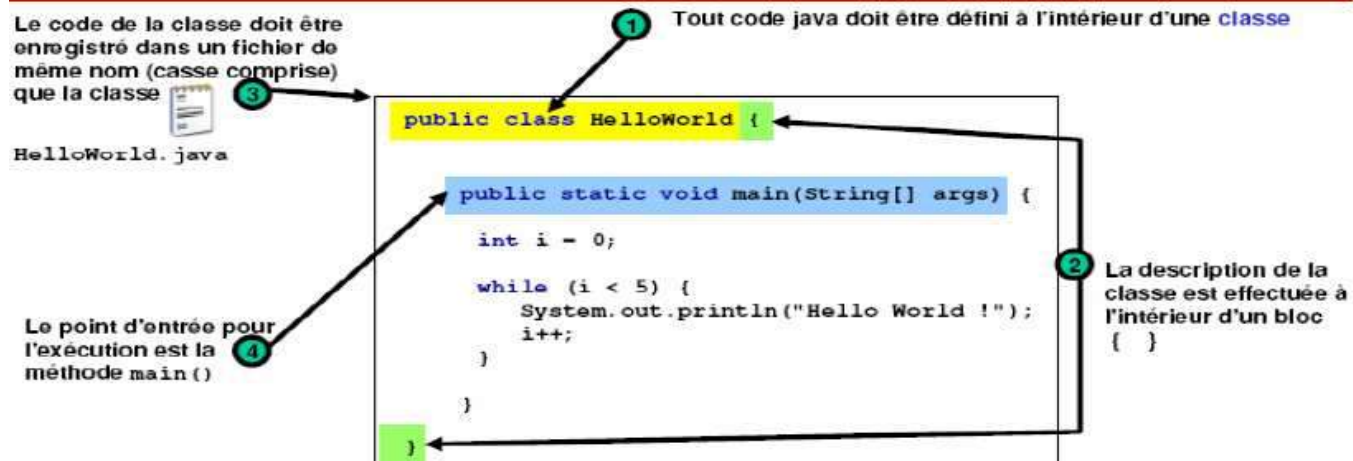 Le code de la classe doit être
enregistré dans un fichier de
même nom (casse comprise)
que la classe
3
HelloWorld.java
1
Tout code java doit être défini à l'intérieur d'une classe
public class HelloWorld {
public static void main(String[] args) {
int i = 0;
while (i < 5) {
System.out.println("Hello World !");
i++;
}
}
}
2
La description de la
classe est effectuée à
l'intérieur d'un bloc
{ }
Le point d'entrée pour
l'exécution est la
méthode main()
4